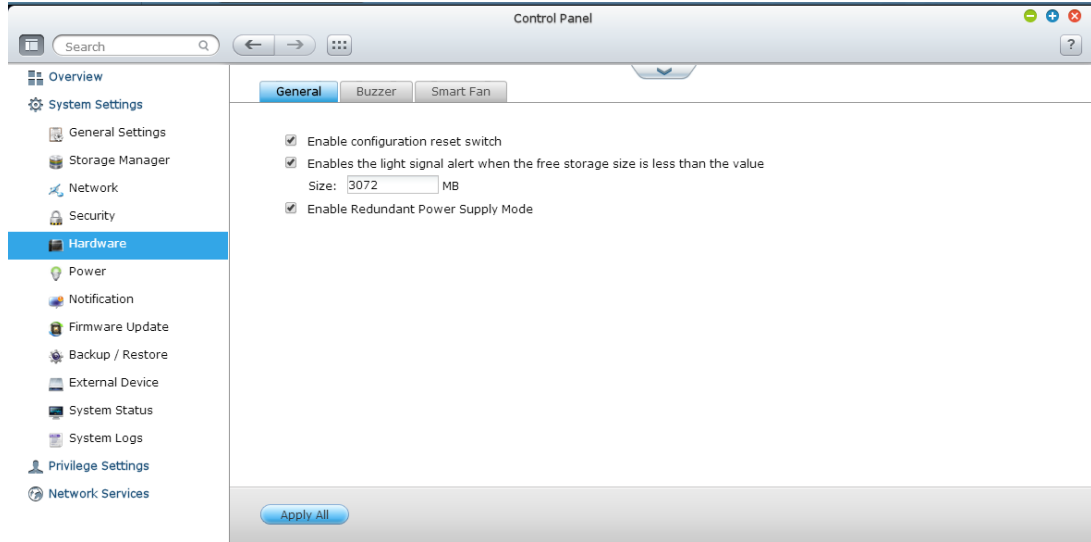 Control Panel
Search
?
Overview
System Settings
General Settings
Storage Manager
Network
Security
Hardware
Power
Notification
Firmware Update
Backup / Restore
External Device
System Status
System Logs
Privilege Settings
Network Services
General Buzzer Smart Fan
Enable configuration reset switch
Enables the light signal alert when the free storage size is less than the value
Size: 3072 MB
Enable Redundant Power Supply Mode
Apply All